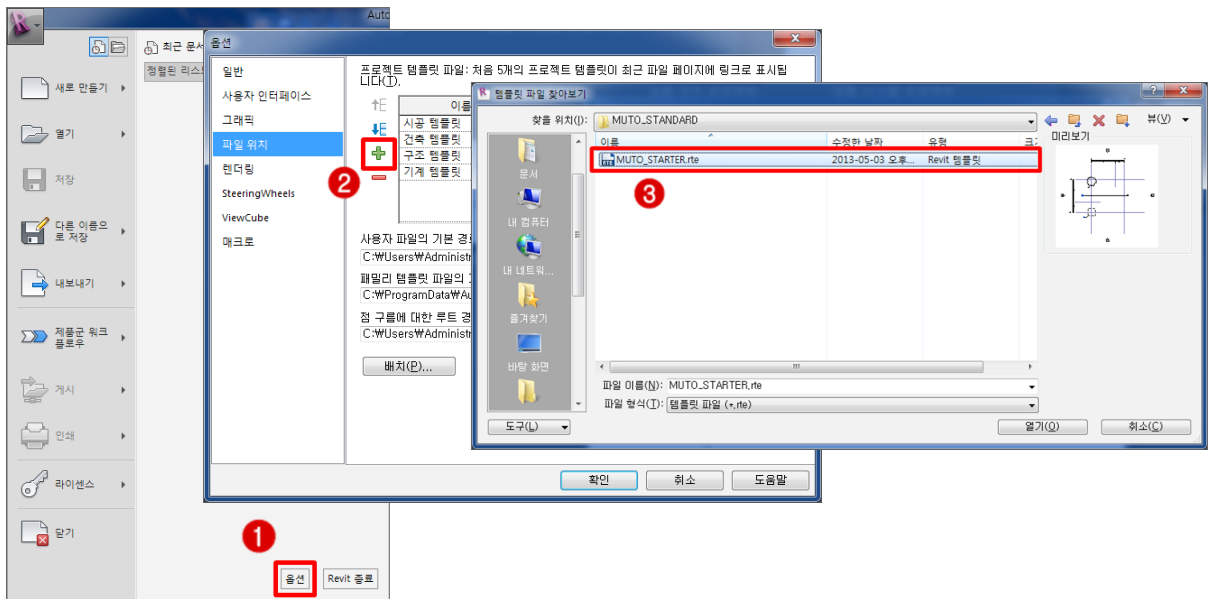 Auto
최근 문서
정렬된 리스
새로 만들기
열기
저장
다른 이름으
로 저장
내보내기
제품군 워크
플로우
게시
인쇄
라이센스
닫기
1
옵션
Revit 종료
옵션
일반
사용자 인터페이스
그래픽
파일 위치
렌더링
SteeringWheels
ViewCube
매크로
프로젝트 템플릿 파일: 처음 5개의 프로젝트 템플릿이 최근 파일 페이지에 링크로 표시됩
니다(T).
이름
시공 템플릿
건축 템플릿
구조 템플릿
기계 템플릿
2
사용자 파일의 기본 경로
C:₩Users₩Administr
패밀리 템플릿 파일의
C:₩ProgramData₩Au
점 구름에 대한 루트 경
C:₩Users₩Administr
배치(P)...
확인
취소
도움말
템플릿 파일 찾아보기
찾을 위치(I):
MUTO_STANDARD
뷰(V)
미리보기
이름
수정한 날짜
유형
크기
MUTO_STARTER.rte
2013-05-03 오후...
Revit 템플릿
3
문서
내 컴퓨터
내 네트워...
즐겨찾기
바탕 화면
파일 이름(N):
MUTO_STARTER.rte
파일 형식(T):
템플릿 파일 (*.rte)
도구(L)
열기(O)
취소(C)